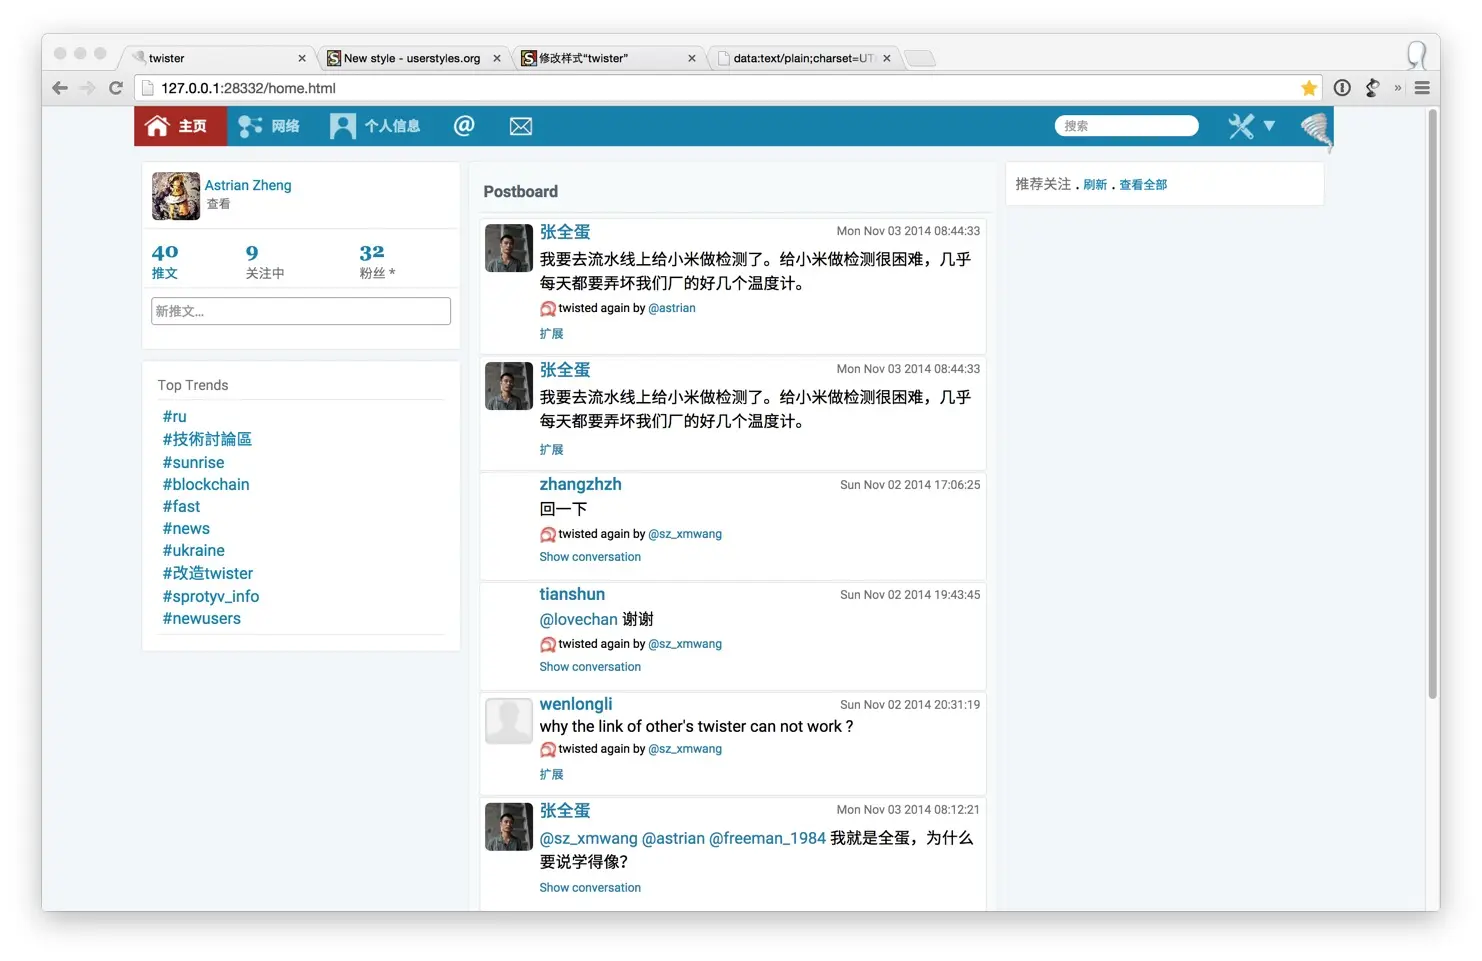 twister
New style - userstyles.org
修改样式“twister”
data:text/plain;charset=UT
127.0.0.1:28332/home.html
主页
网络
个人信息
@
搜索
Astrian Zheng
查看
40
推文
9
关注中
32
粉丝 *
新推文...
Top Trends
#ru
#技術討論區
#sunrise
#blockchain
#fast
#news
#ukraine
#改造twister
#sprotyv_info
#newusers
Postboard
张全蛋
Mon Nov 03 2014 08:44:33
我要去流水线上给小米做检测了。给小米做检测很困难，几乎
每天都要弄坏我们厂的好几个温度计。
twisted again by @astrian
扩展
张全蛋
Mon Nov 03 2014 08:44:33
我要去流水线上给小米做检测了。给小米做检测很困难，几乎
每天都要弄坏我们厂的好几个温度计。
扩展
zhangzhzh
Sun Nov 02 2014 17:06:25
回一下
twisted again by @sz_xmwang
Show conversation
tianshun
Sun Nov 02 2014 19:43:45
@lovechan 谢谢
twisted again by @sz_xmwang
Show conversation
wenlongli
Sun Nov 02 2014 20:31:19
why the link of other's twister can not work ?
twisted again by @sz_xmwang
扩展
张全蛋
Mon Nov 03 2014 08:12:21
@sz_xmwang @astrian @freeman_1984 我就是全蛋，为什么
要说学得像？
Show conversation
推荐关注 . 刷新 . 查看全部